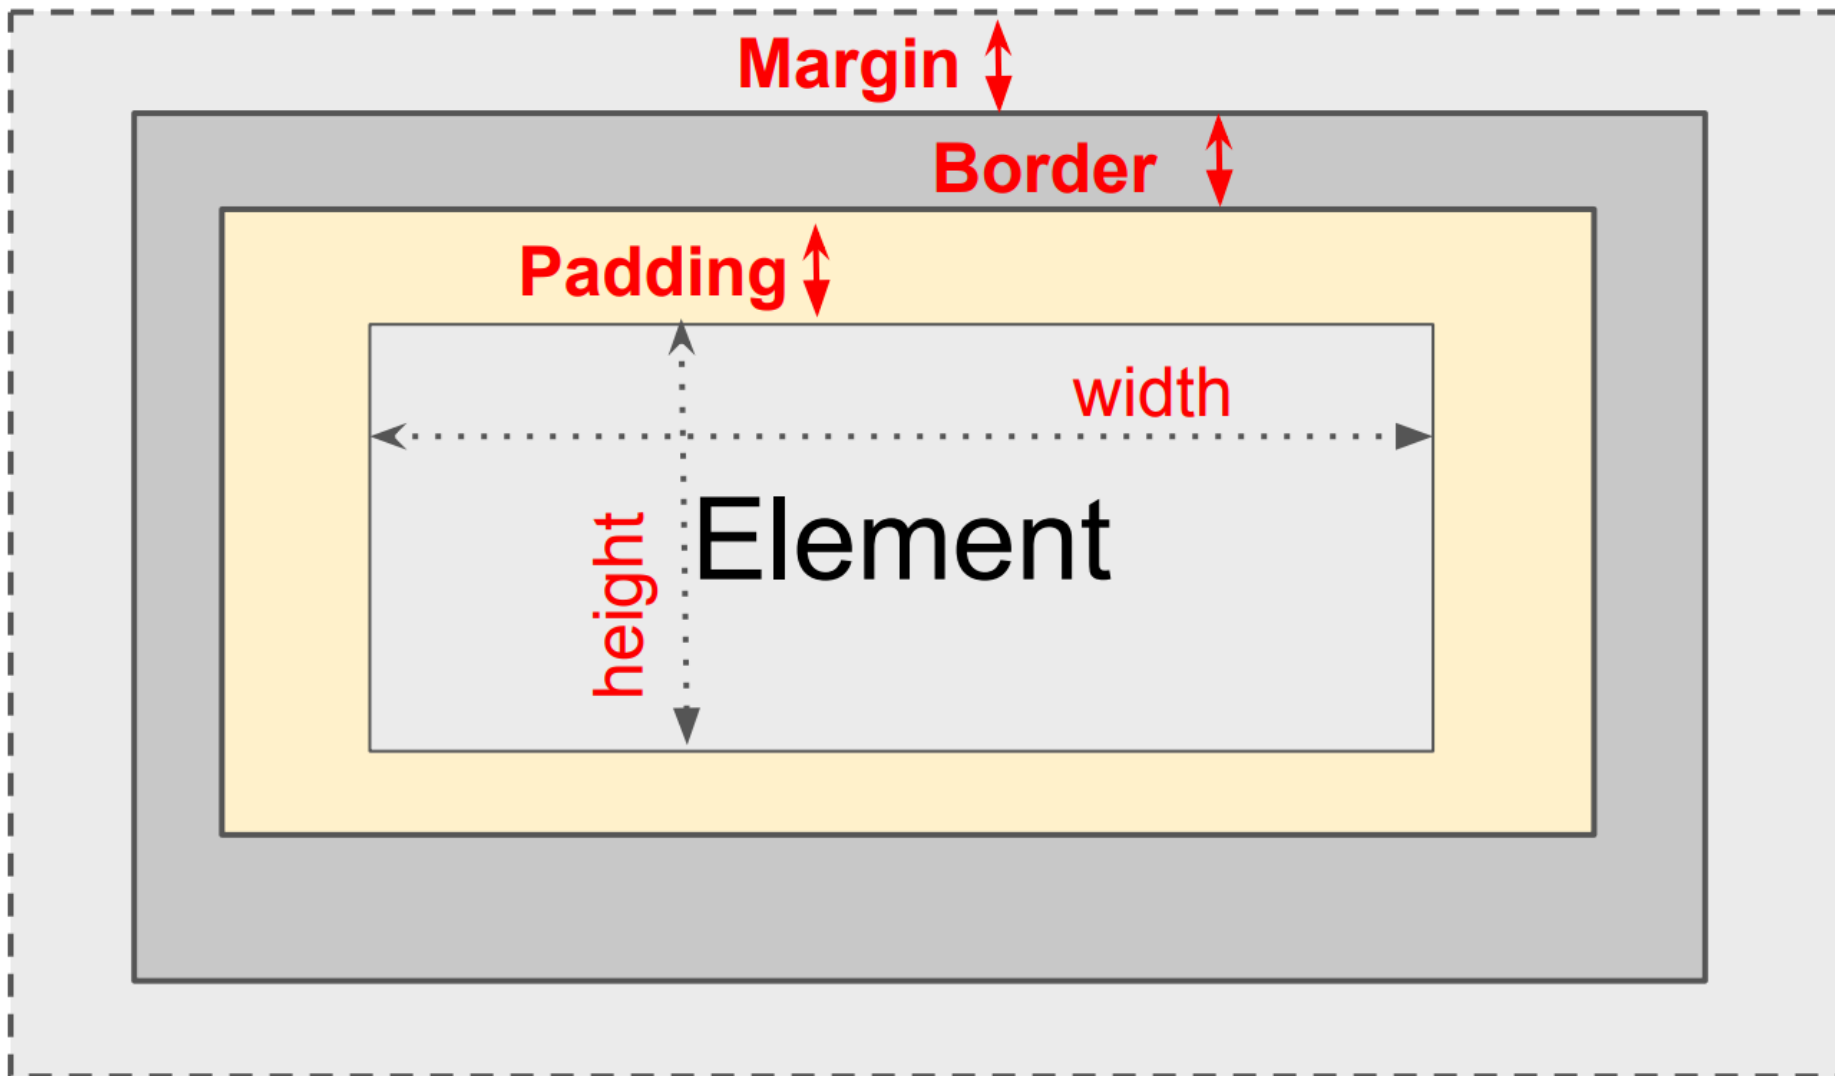 Margin
Border
Padding
width
Element
height